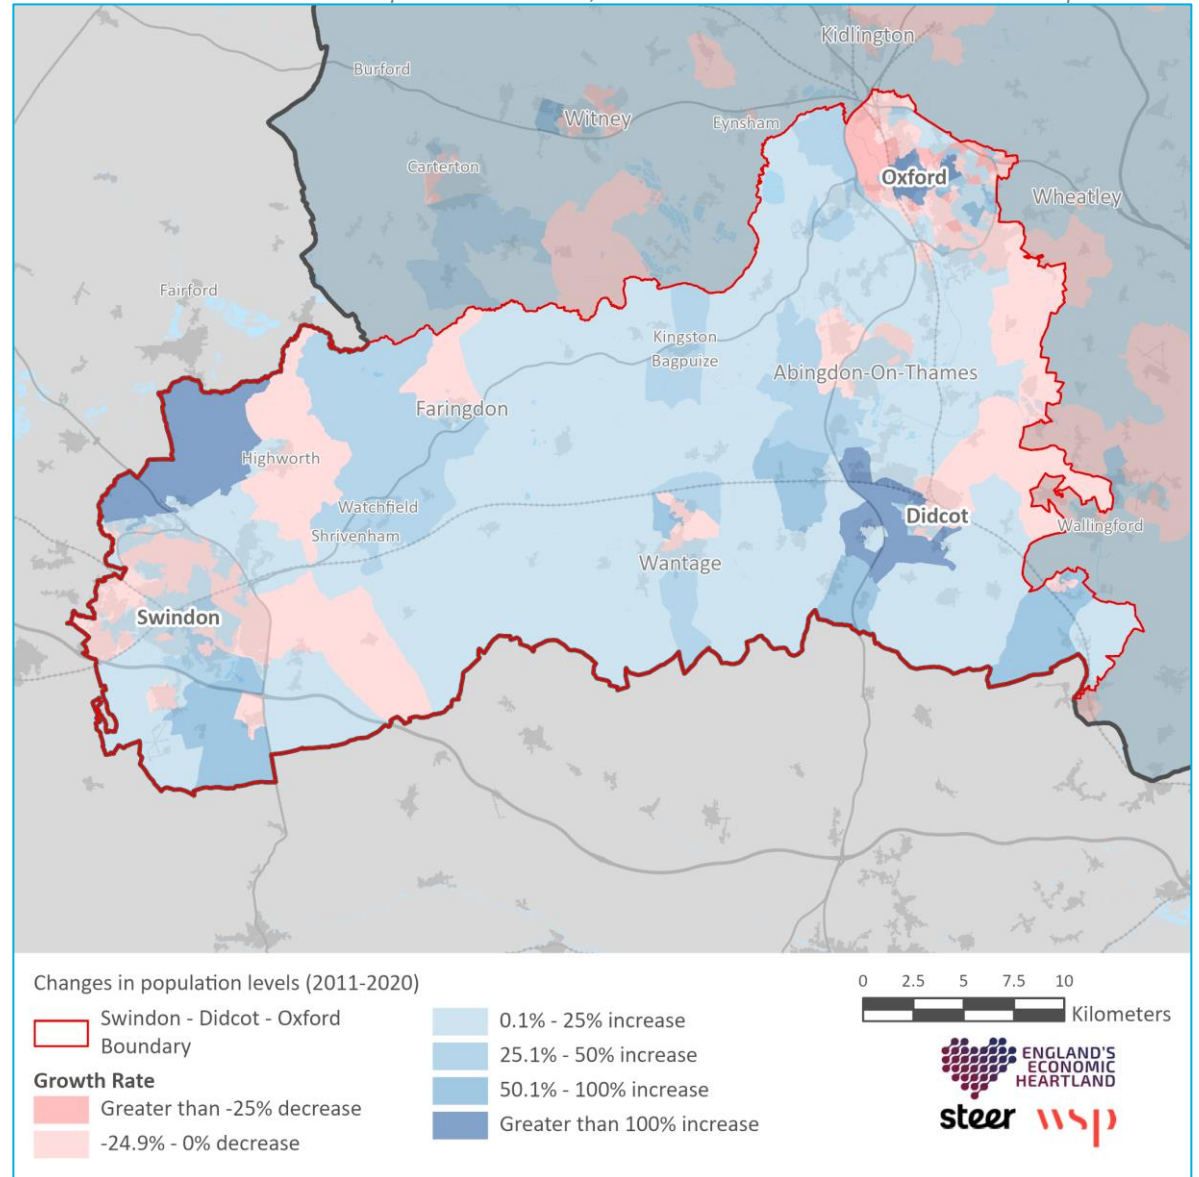 Kidlington
Burford
Witney
Eynsham
Carterton
Oxford
Wheatley
Fairford
Kingston
Bagpuize
Abingdon-On-Thames
Faringdon
Highworth
Watchfield
Shrivenham
Didcot
Wallingford
Wantage
Swindon
Changes in population levels (2011-2020)
Swindon - Didcot - Oxford
Boundary
Growth Rate
Greater than -25% decrease
-24.9% - 0% decrease
0.1% - 25% increase
25.1% - 50% increase
50.1% - 100% increase
Greater than 100% increase
0 2.5 5 7.5 10
Kilometers
ENGLAND'S
ECONOMIC
HEARTLAND
steer wsp